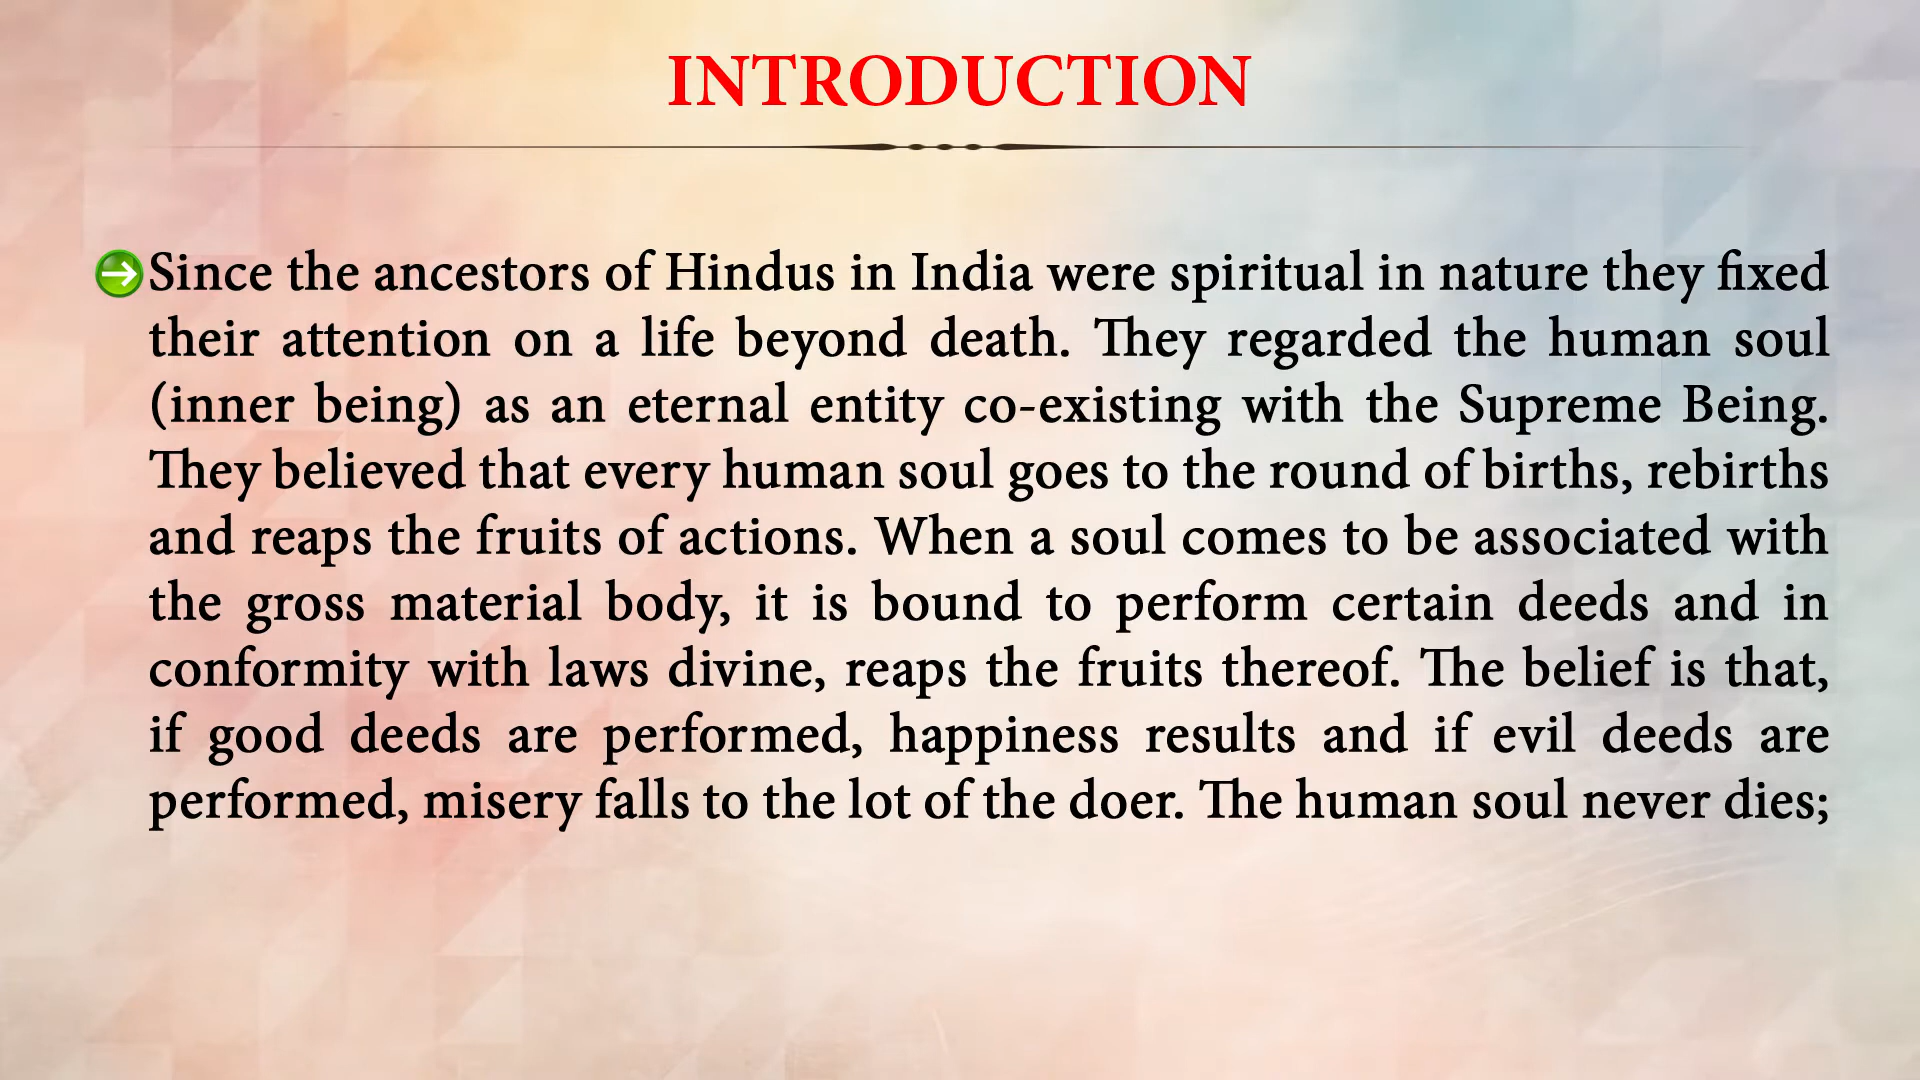 INTRODUCTION
Since the ancestors of Hindus in India were spiritual in nature they fixed
their attention on a life beyond death. They regarded the human soul
(inner being) as an eternal entity co-existing with the Supreme Being.
They believed that every human soul goes to the round of births, rebirths
and reaps the fruits of actions. When a soul comes to be associated with
the gross material body, it is bound to perform certain deeds and in
conformity with laws divine, reaps the fruits thereof. The belief is that,
if good deeds are performed, happiness results and if evil deeds are
performed, misery falls to the lot of the doer. The human soul never dies;